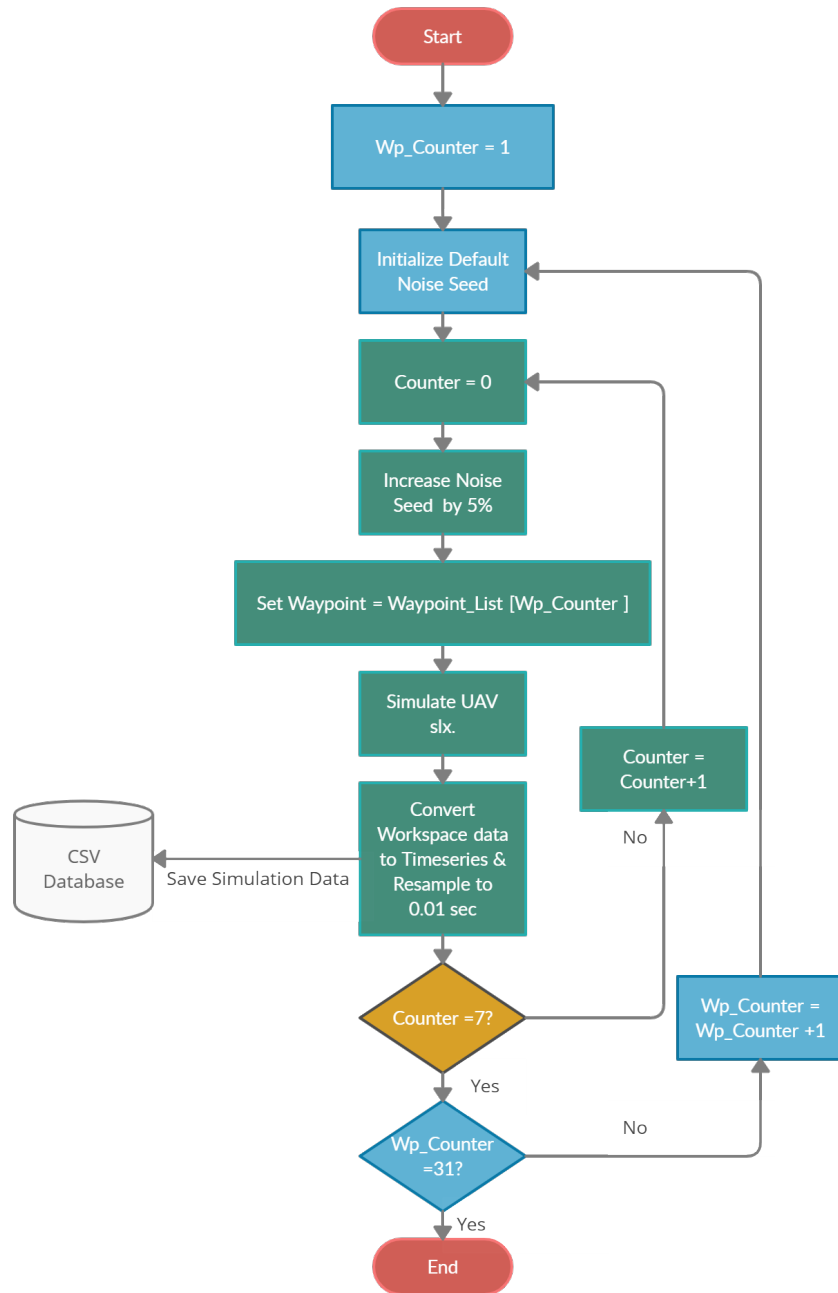 Start
Wp_Counter = 1
Initialize Default
Noise Seed
Counter = 0
Increase Noise
Seed by 5%
Set Waypoint = Waypoint_List [Wp_Counter ]
Simulate UAV
slx.
Counter =
Counter+1
Convert
Workspace data
to Timeseries &
Resample to
0.01 sec
CSV
Database
Save Simulation Data
No
Counter =7?
Wp_Counter =
Wp_Counter +1
Yes
Wp_Counter
=31?
No
Yes
End